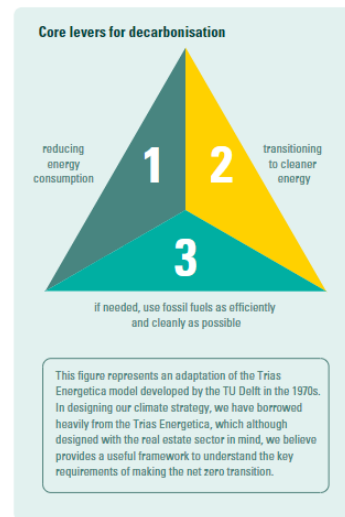 Core levers for decarbonisation
reducing
energy
consumption
1
2
transitioning
to cleaner
energy
3
if needed, use fossil fuels as efficiently
and cleanly as possible
This figure represents an adaptation of the Trias
Energetica model developed by the TU Delft in the 1970s.
In designing our climate strategy, we have borrowed
heavily from the Trias Energetica, which although
designed with the real estate sector in mind, we believe
provides a useful framework to understand the key
requirements of making the net zero transition.